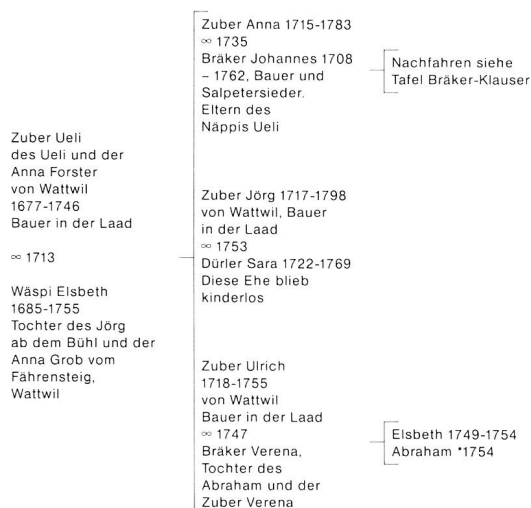 Zuber Ueli
des Ueli und der
Anna Forster
von Wattwil
1677-1746
Bauer in der Laad
∞ 1713
Wäspi Elsbeth
1685-1755
Tochter des Jörg
ab dem Bühl und der
Anna Grob vom
Fährensteig,
Wattwil
Zuber Anna 1715-1783
∞ 1735
Bräker Johannes 1708
– 1762, Bauer und
Salpetersieder.
Eltern des
Näppis Ueli
Nachfahren siehe
Tafel Bräker-Klauser
Zuber Jörg 1717-1798
von Wattwil, Bauer
in der Laad
∞ 1753
Dürler Sara 1722-1769
Diese Ehe blieb
kinderlos
Zuber Ulrich
1718-1755
von Wattwil
Bauer in der Laad
∞ 1747
Bräker Verena,
Tochter des
Abraham und der
Zuber Verena
Elsbeth 1749-1754
Abraham *1754